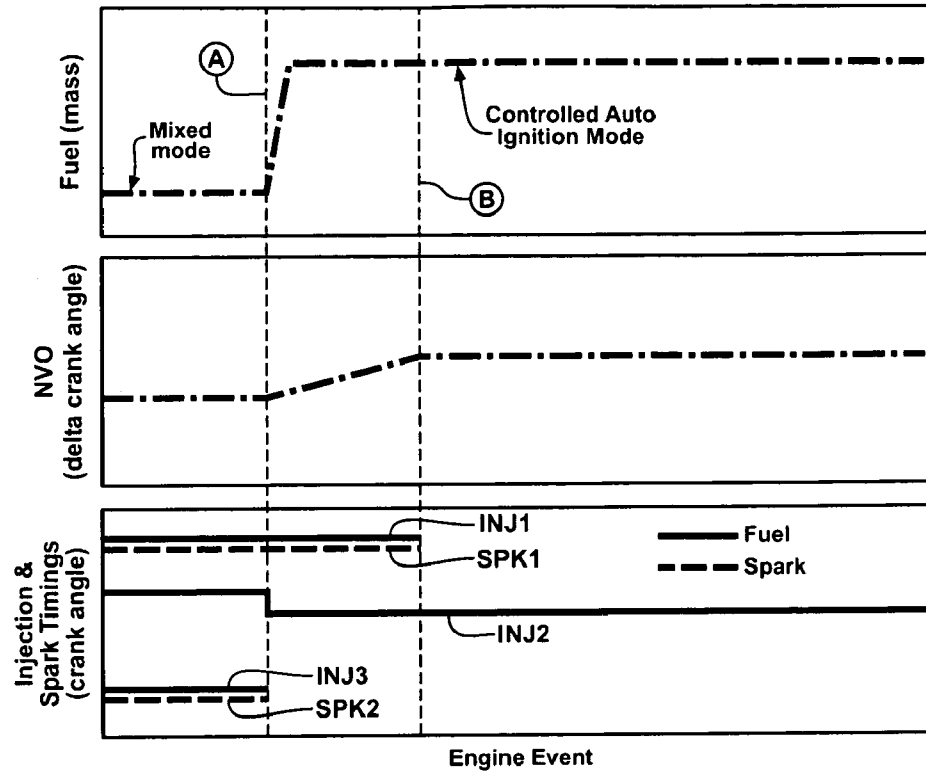 Fuel (mass)
A
Mixed
mode
Controlled Auto
Ignition Mode
B
NVO
(delta crank angle)
Injection &
Spark Timings
(crank angle)
INJ1
SPK1
Fuel
Spark
INJ2
INJ3
SPK2
Engine Event